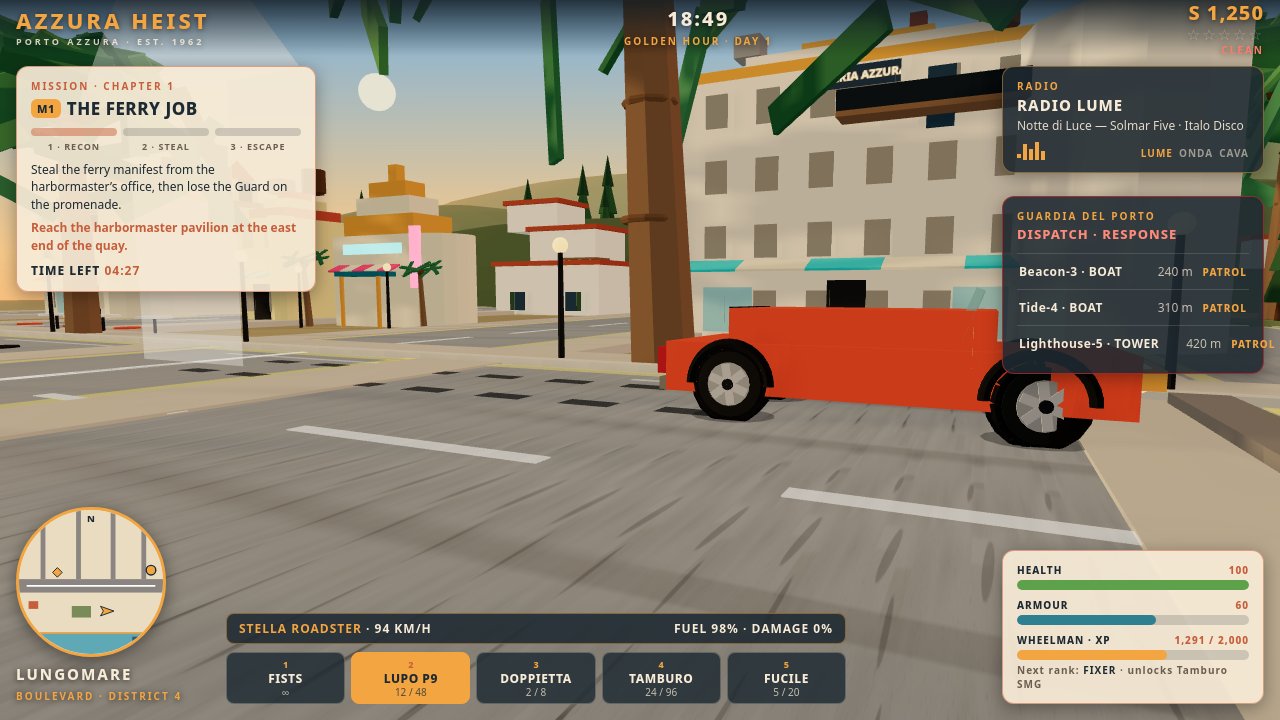 AZZURA HEIST
PORTO AZZURA · EST. 1962
18:49
GOLDEN HOUR · DAY 1
S 1,250
☆☆☆☆☆
CLEAN
MISSION · CHAPTER 1
M1 THE FERRY JOB
1 · RECON 2 · STEAL 3 · ESCAPE
Steal the ferry manifest from the
harbormaster's office, then lose the Guard on
the promenade.
Reach the harbormaster pavilion at the east
end of the quay.
TIME LEFT 04:27
RIA AZZURA
RADIO
RADIO LUME
Notte di Luce — Solmar Five · Italo Disco
LUME ONDA CAVA
GUARDIA DEL PORTO
DISPATCH · RESPONSE
Beacon-3 · BOAT 240 m PATROL
Tide-4 · BOAT 310 m PATROL
Lighthouse-5 · TOWER 420 m PATROL
N
LUNGOMARE
BOULEVARD · DISTRICT 4
STELLA ROADSTER · 94 KM/H FUEL 98% · DAMAGE 0%
1 2 3 4 5
FISTS LUPO P9 DOPPIETTA TAMBURO FUCILE
∞ 12 / 48 2 / 8 24 / 96 5 / 20
HEALTH 100
ARMOUR 60
WHEELMAN · XP 1,291 / 2,000
Next rank: FIXER · unlocks Tamburo
SMG